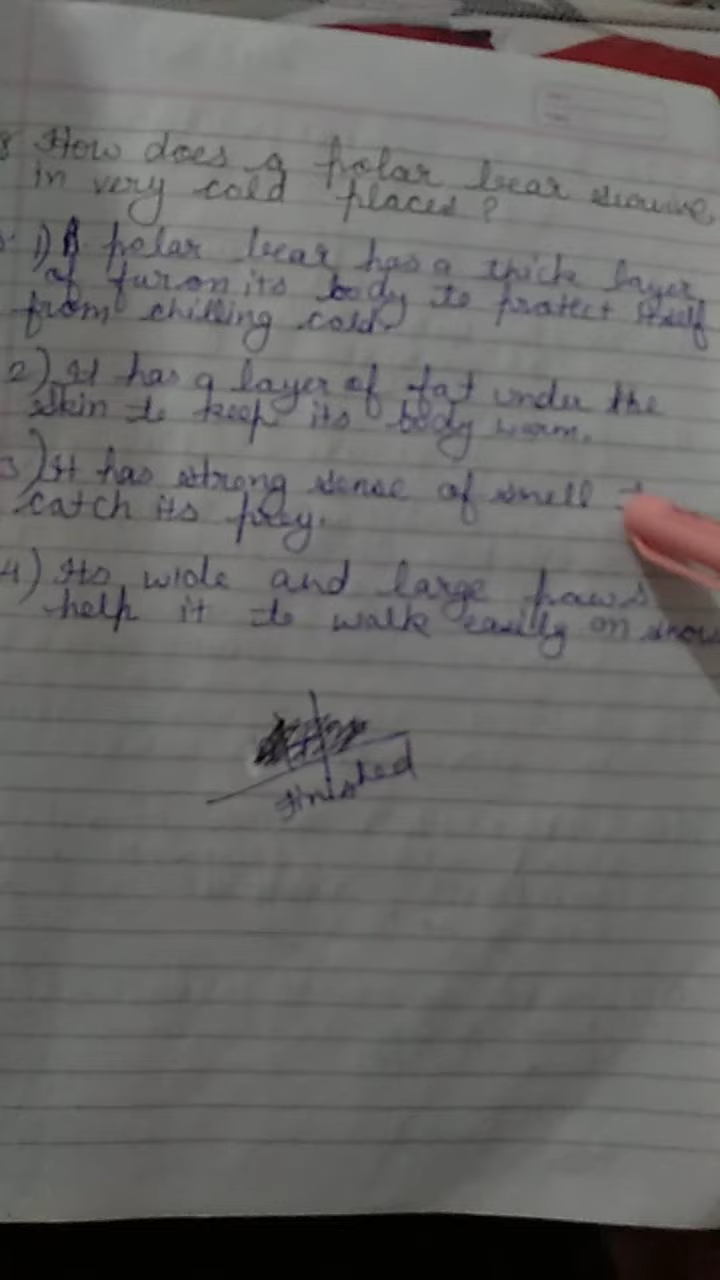 How does a polar bear survive
in very cold places?
1) A polar bear has a thick layer
of fur on its body to protect itself
from chilling cold.
2) It has a layer of fat under the
skin to keep its body warm.
3) It has strong sense of smell to
catch its prey.
4) Its wide and large paws
help it to walk easily on snow
Finished